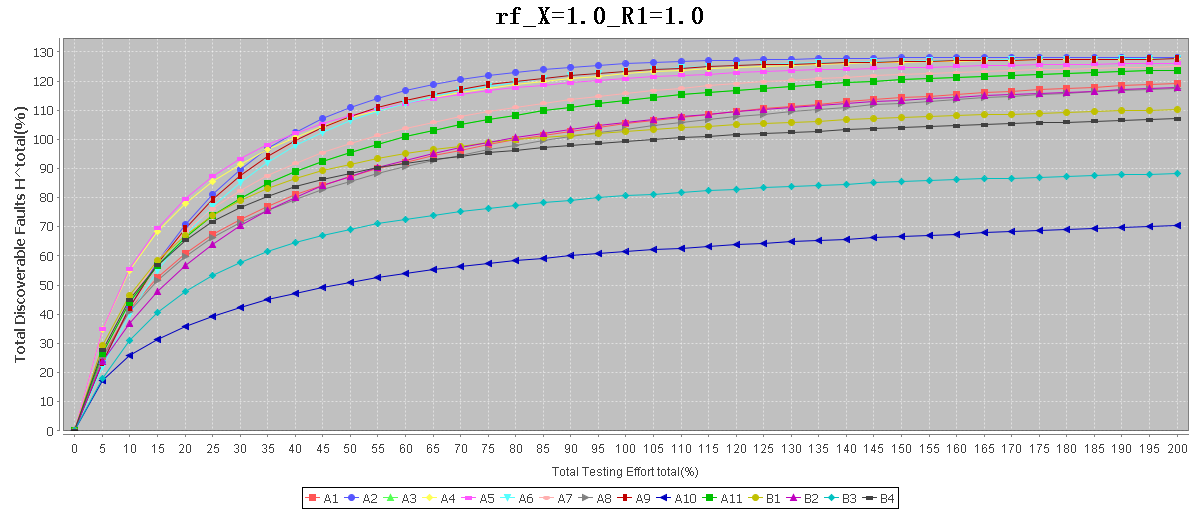 rf_X=1.0_R1=1.0
Total Discoverable Faults H^total(%)
130
120
110
100
90
80
70
60
50
40
30
20
10
0
0 5 10 15 20 25 30 35 40 45 50 55 60 65 70 75 80 85 90 95 100 105 110 115 120 125 130 135 140 145 150 155 160 165 170 175 180 185 190 195 200
Total Testing Effort total(%)
A1 A2 A3 A4 A5 A6 A7 A8 A9 A10 A11 B1 B2 B3 B4